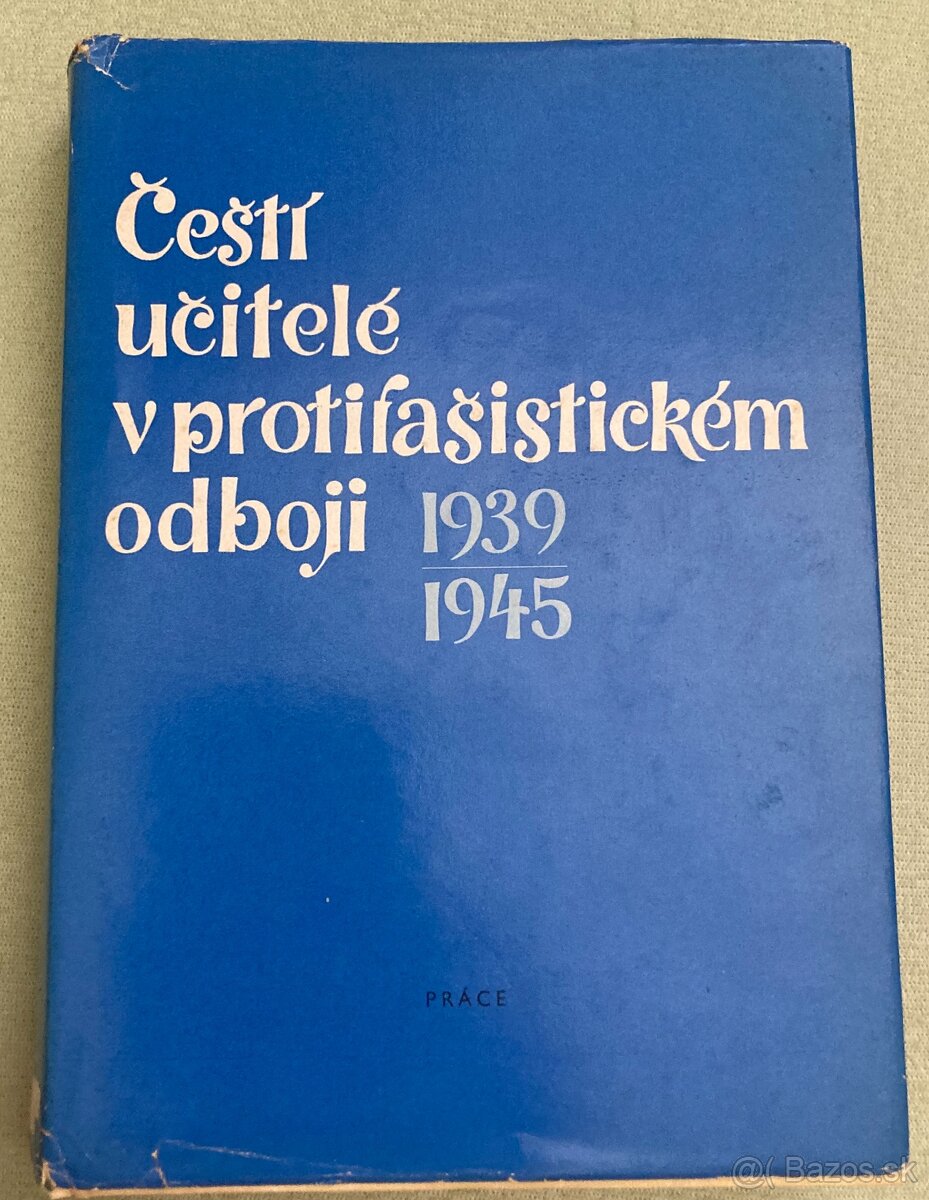 Čeští
učitelé
v protifašistickém
odboji 1939
1945
PRÁCE
@( Bazos.sk